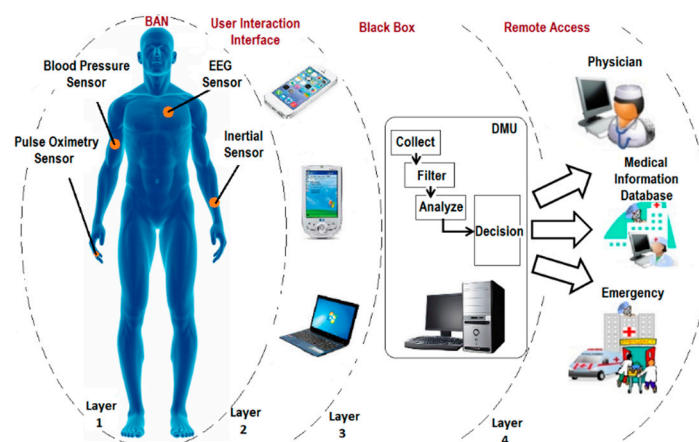 BAN
User Interaction
Interface
Black Box
Remote Access
Blood Pressure
Sensor
EEG
Sensor
Pulse Oximetry
Sensor
Inertial
Sensor
DMU
Collect
Filter
Analyze
Decision
Physician
Medical
Information
Database
Emergency
Layer
1
Layer
2
Layer
3
Layer
4